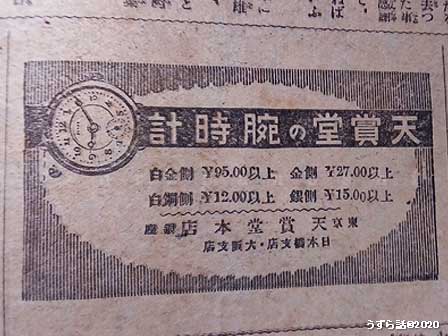 計時腕の堂賞天
白金側 ¥95.00以上 金側 ¥27.00以上
白銅側 ¥12.00以上 銀側 ¥15.00以上
東京 店本堂賞天 銀座
日本橋支店・大阪支店
うずら話©2020